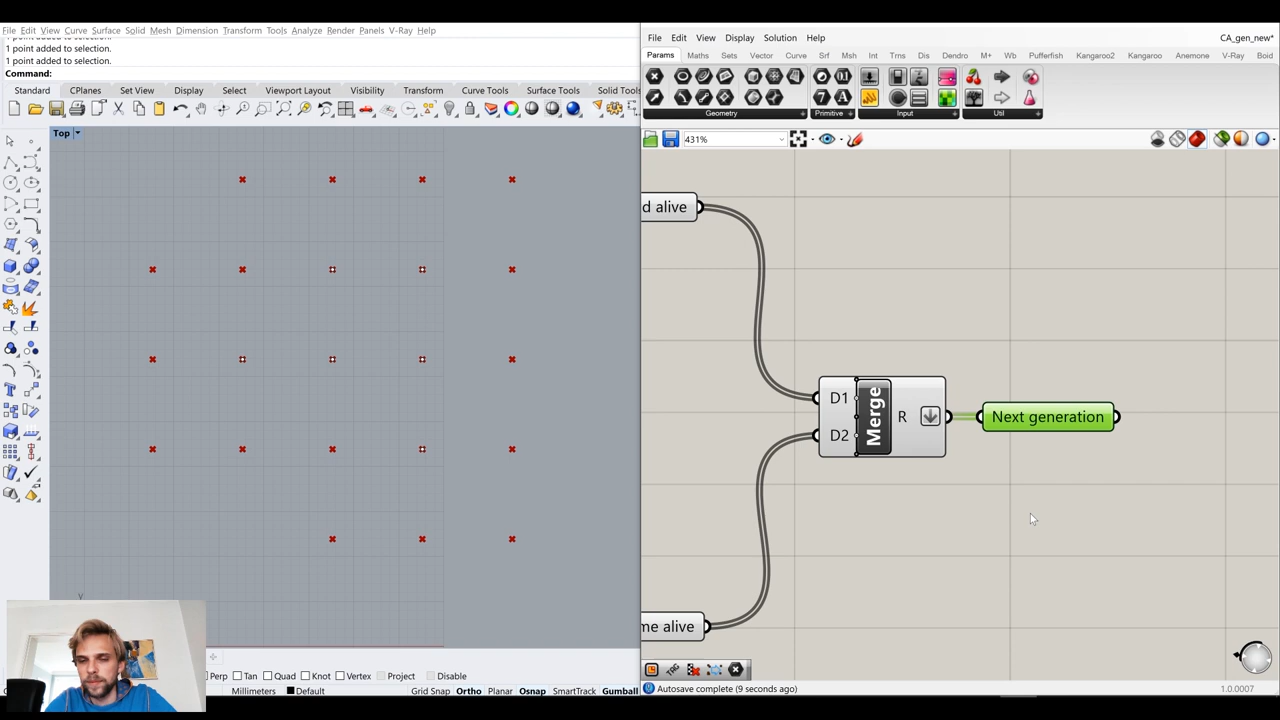 File Edit View Curve Surface Solid Mesh Dimension Transform Tools Analyze Render Panels V-Ray Help
1 point added to selection.
1 point added to selection.
Command:
Standard CPlanes Set View Display Select Viewport Layout Visibility Transform Curve Tools Surface Tools Solid Tools
Top
y
Perp Tan Quad Knot Vertex Project Disable
Millimeters Default Grid Snap Ortho Planar Osnap SmartTrack Gumball
File Edit View Display Solution Help CA_gen_new*
Params Maths Sets Vector Curve Srf Msh Int Trns Dis Dendro M+ Wb Pufferfish Kangaroo2 Kangaroo Anemone V-Ray Boid
Geometry Primitive Input Util
431%
d alive
D1
D2
Merge
R
Next generation
me alive
Autosave complete (9 seconds ago) 1.0.0007